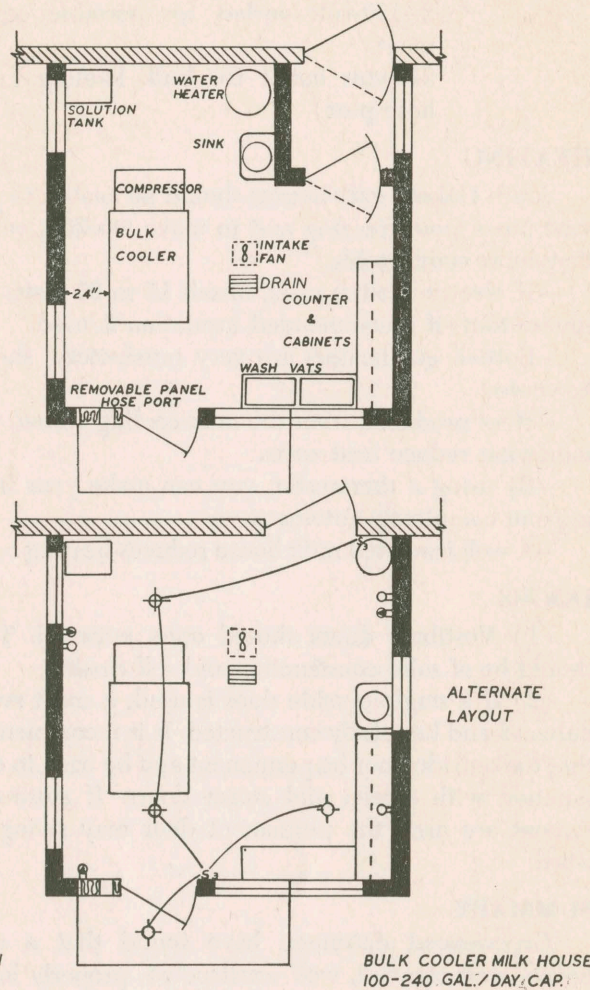 WATER
HEATER
SOLUTION
TANK
SINK
COMPRESSOR
BULK
COOLER
INTAKE
FAN
DRAIN
24"
COUNTER
&
CABINETS
WASH VATS
REMOVABLE PANEL
HOSE PORT
S
ALTERNATE
LAYOUT
S3
BULK COOLER MILK HOUSE
100-240 GAL./DAY CAP.